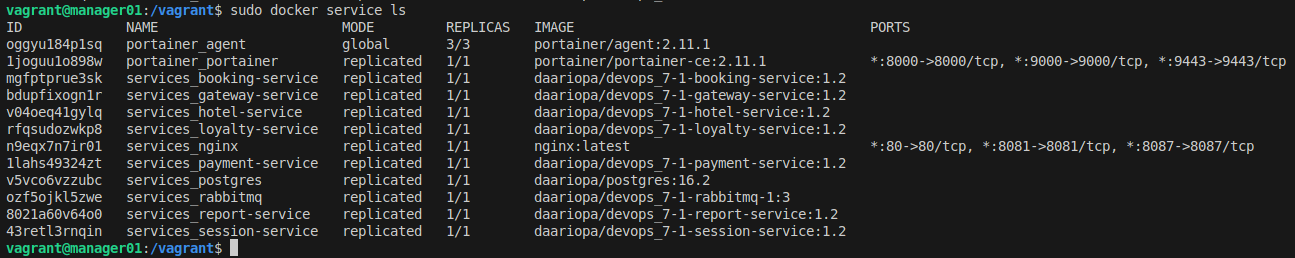 vagrant@manager01:/vagrant$ sudo docker service ls
ID             NAME                       MODE         REPLICAS   IMAGE                                   PORTS
oggyu184p1sq   portainer_agent            global       3/3        portainer/agent:2.11.1
1joguu1o898w   portainer_portainer        replicated   1/1        portainer/portainer-ce:2.11.1           *:8000->8000/tcp, *:9000->9000/tcp, *:9443->9443/tcp
mgfptprue3sk   services_booking-service   replicated   1/1        daariopa/devops_7-1-booking-service:1.2
bdupfixogn1r   services_gateway-service   replicated   1/1        daariopa/devops_7-1-gateway-service:1.2
v04oeq41gylq   services_hotel-service     replicated   1/1        daariopa/devops_7-1-hotel-service:1.2
rfqsudozwkp8   services_loyalty-service   replicated   1/1        daariopa/devops_7-1-loyalty-service:1.2
n9eqx7n7ir01   services_nginx             replicated   1/1        nginx:latest                            *:80->80/tcp, *:8081->8081/tcp, *:8087->8087/tcp
1lahs49324zt   services_payment-service   replicated   1/1        daariopa/devops_7-1-payment-service:1.2
v5vco6vzzubc   services_postgres          replicated   1/1        daariopa/postgres:16.2
ozf5ojkl5zwe   services_rabbitmq          replicated   1/1        daariopa/devops_7-1-rabbitmq-1:3
8021a60v64o0   services_report-service    replicated   1/1        daariopa/devops_7-1-report-service:1.2
43retl3rnqin   services_session-service   replicated   1/1        daariopa/devops_7-1-session-service:1.2
vagrant@manager01:/vagrant$